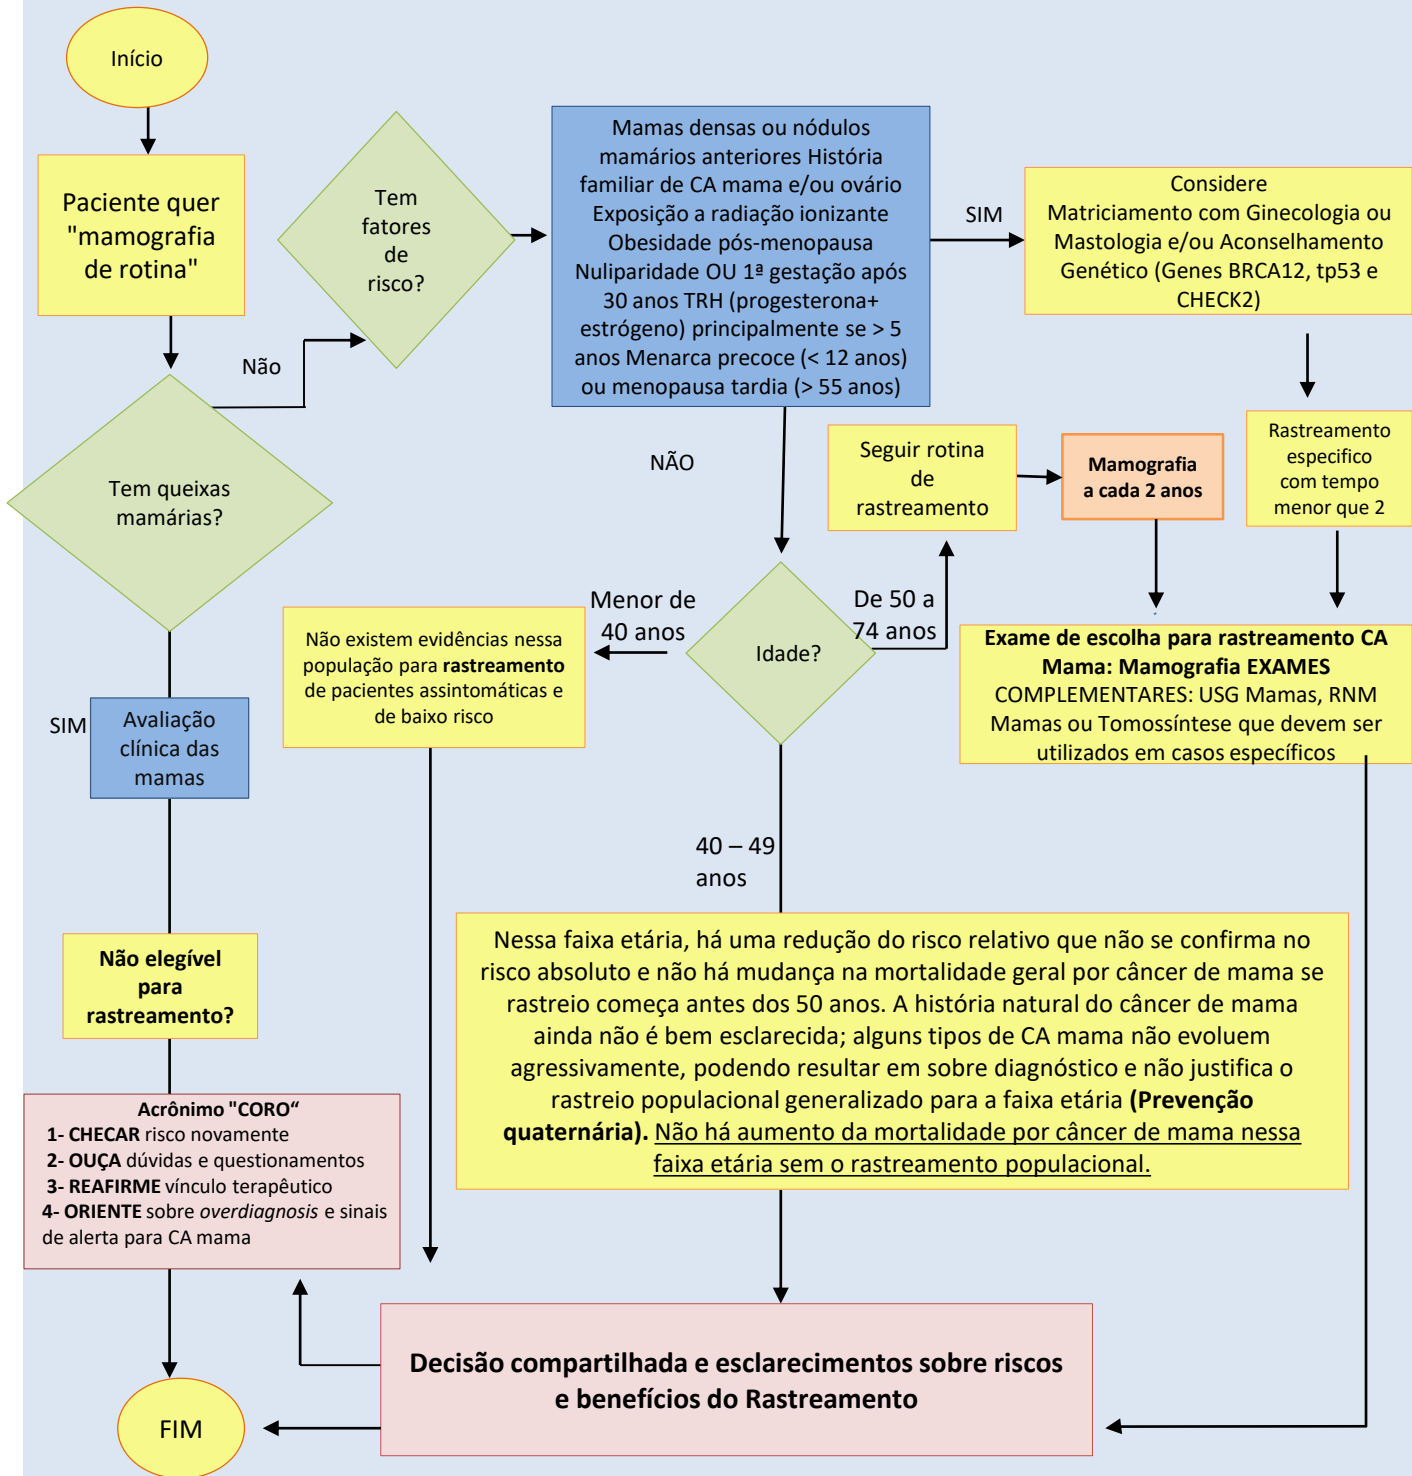 Início
Paciente quer
"mamografia
de rotina"
Não
Tem queixas
mamárias?
SIM
Avaliação
clínica das
mamas
Não elegível
para
rastreamento?
Acrônimo "CORO“
1- CHECAR risco novamente
2- OUÇA dúvidas e questionamentos
3- REAFIRME vínculo terapêutico
4- ORIENTE sobre overdiagnosis e sinais
de alerta para CA mama
FIM
Tem
fatores
de
risco?
Mamas densas ou nódulos
mamários anteriores História
familiar de CA mama e/ou ovário
Exposição a radiação ionizante
Obesidade pós-menopausa
Nuliparidade OU 1ª gestação após
30 anos TRH (progesterona+
estrógeno) principalmente se > 5
anos Menarca precoce (< 12 anos)
ou menopausa tardia (> 55 anos)
SIM
Considere
Matriciamento com Ginecologia ou
Mastologia e/ou Aconselhamento
Genético (Genes BRCA12, tp53 e
CHECK2)
Rastreamento
especifico
com tempo
menor que 2
NÃO
Seguir rotina
de
rastreamento
Mamografia
a cada 2 anos
Idade?
Menor de
40 anos
De 50 a
74 anos
Não existem evidências nessa
população para rastreamento
de pacientes assintomáticas e
de baixo risco
Exame de escolha para rastreamento CA
Mama: Mamografia EXAMES
COMPLEMENTARES: USG Mamas, RNM
Mamas ou Tomossíntese que devem ser
utilizados em casos específicos
40 – 49
anos
Nessa faixa etária, há uma redução do risco relativo que não se confirma no
risco absoluto e não há mudança na mortalidade geral por câncer de mama se
rastreio começa antes dos 50 anos. A história natural do câncer de mama
ainda não é bem esclarecida; alguns tipos de CA mama não evoluem
agressivamente, podendo resultar em sobre diagnóstico e não justifica o
rastreio populacional generalizado para a faixa etária (Prevenção
quaternária). Não há aumento da mortalidade por câncer de mama nessa
faixa etária sem o rastreamento populacional.
Decisão compartilhada e esclarecimentos sobre riscos
e benefícios do Rastreamento